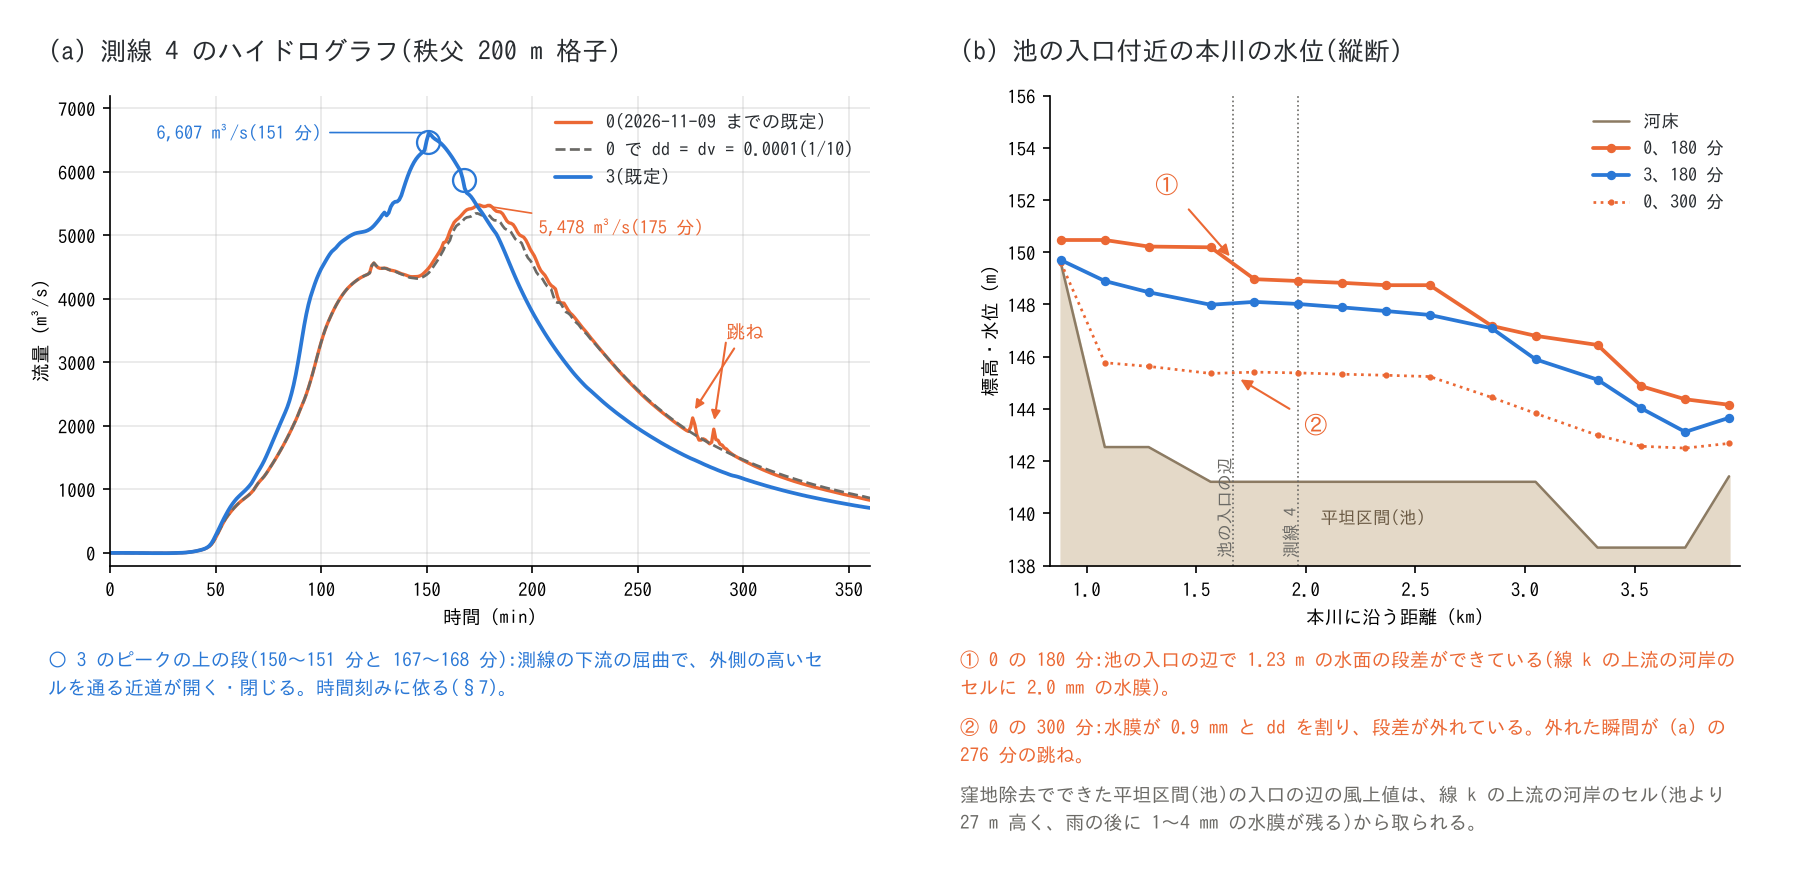 (a) 測線 4 のハイドログラフ(秩父 200 m 格子)
7000
6000
5000
4000
3000
2000
1000
0
流量 (m³/s)
0
50
100
150
200
250
300
350
時間 (min)
6,607 m³/s(151 分)
0(2026-11-09 までの既定)
0 で dd = dv = 0.0001(1/10)
3(既定)
5,478 m³/s(175 分)
跳ね
○ 3 のピークの上の段(150〜151 分と 167〜168 分):測線の下流の屈曲で、外側の高いセ
ルを通る近道が開く・閉じる。時間刻みに依る(§7)。
(b) 池の入口付近の本川の水位(縦断)
156
154
152
150
148
146
144
142
140
138
標高・水位 (m)
1.0
1.5
2.0
2.5
3.0
3.5
本川に沿う距離 (km)
河床
0、180 分
3、180 分
0、300 分
①
②
池の入口の辺
測線 4
平坦区間(池)
① 0 の 180 分:池の入口の辺で 1.23 m の水面の段差ができている(線 k の上流の河岸の
セルに 2.0 mm の水膜)。
② 0 の 300 分:水膜が 0.9 mm と dd を割り、段差が外れている。外れた瞬間が (a) の
276 分の跳ね。
窪地除去でできた平坦区間(池)の入口の辺の風上値は、線 k の上流の河岸のセル(池より
27 m 高く、雨の後に 1〜4 mm の水膜が残る)から取られる。